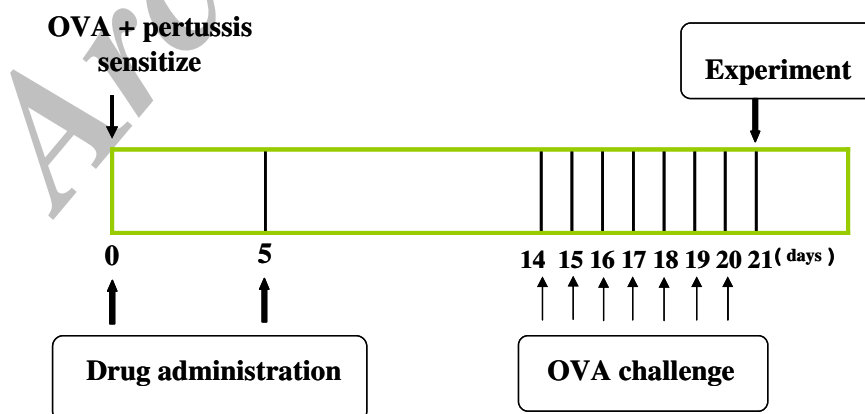 OVA + pertussis
sensitize
Experiment
0 5 14 15 16 17 18 19 20 21 ( days )
Drug administration
OVA challenge